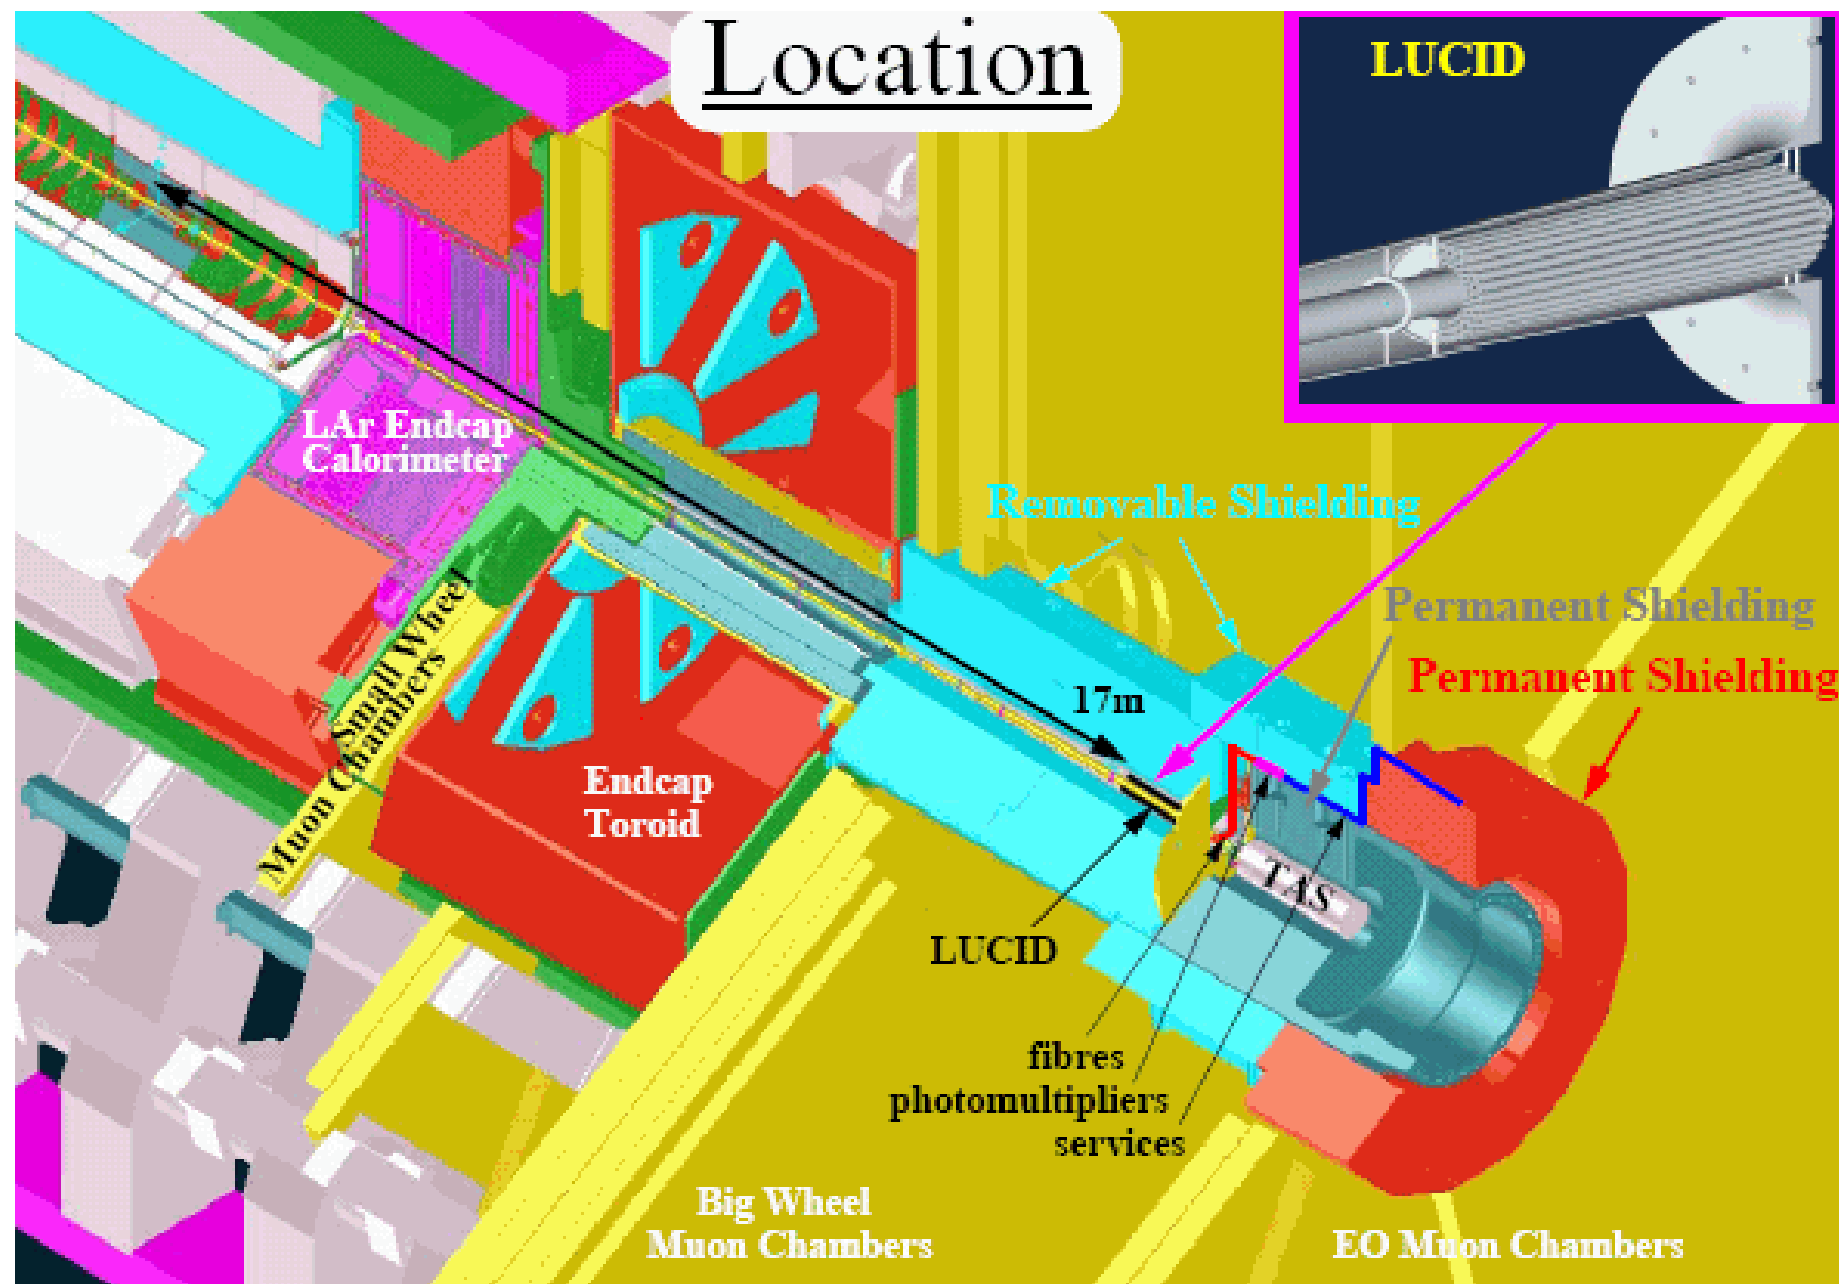 Location
LUCID
LAr Endcap
Calorimeter
Removable Shielding
Permanent Shielding
Permanent Shielding
Small Wheel
Muon Chambers
17m
Endcap
Toroid
TAS
LUCID
fibres
photomultipliers
services
Big Wheel
Muon Chambers
EO Muon Chambers